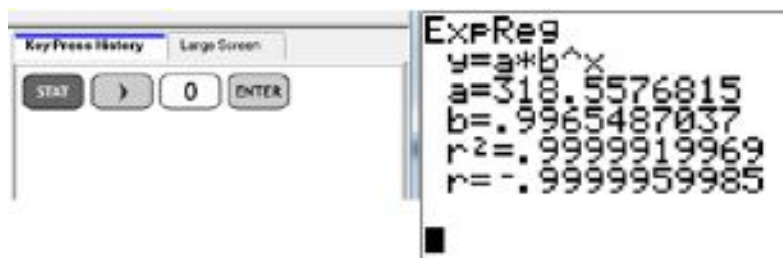 Key Press History Large Screen
STAT ) 0 ENTER
ExpReg
y=a*b^x
a=318.5576815
b=.9965487037
r²=.9999919969
r=-.9999959985